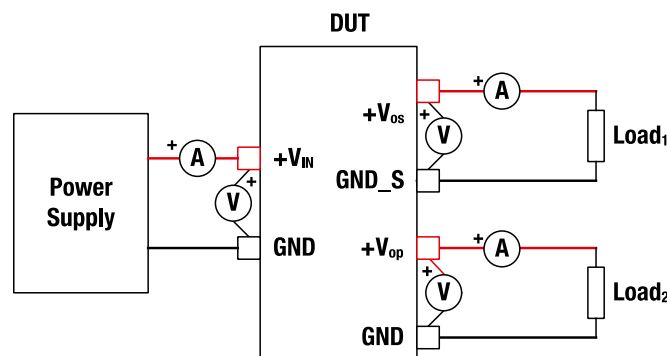 DUT
+ A
+VIN
+
V
Power
Supply
GND
+Vos
+
V
+ A
Load1
GND_S
+Vop
+
V
+ A
Load2
GND